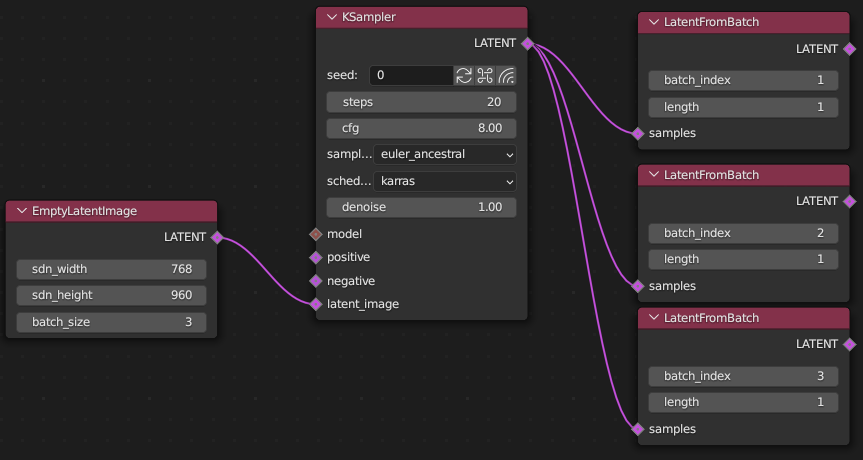 EmptyLatentImage
LATENT
sdn_width 768
sdn_height 960
batch_size 3
KSampler
LATENT
seed: 0
steps 20
cfg 8.00
sampl... euler_ancestral
sched... karras
denoise 1.00
model
positive
negative
latent_image
LatentFromBatch
LATENT
batch_index 1
length 1
samples
LatentFromBatch
LATENT
batch_index 2
length 1
samples
LatentFromBatch
LATENT
batch_index 3
length 1
samples